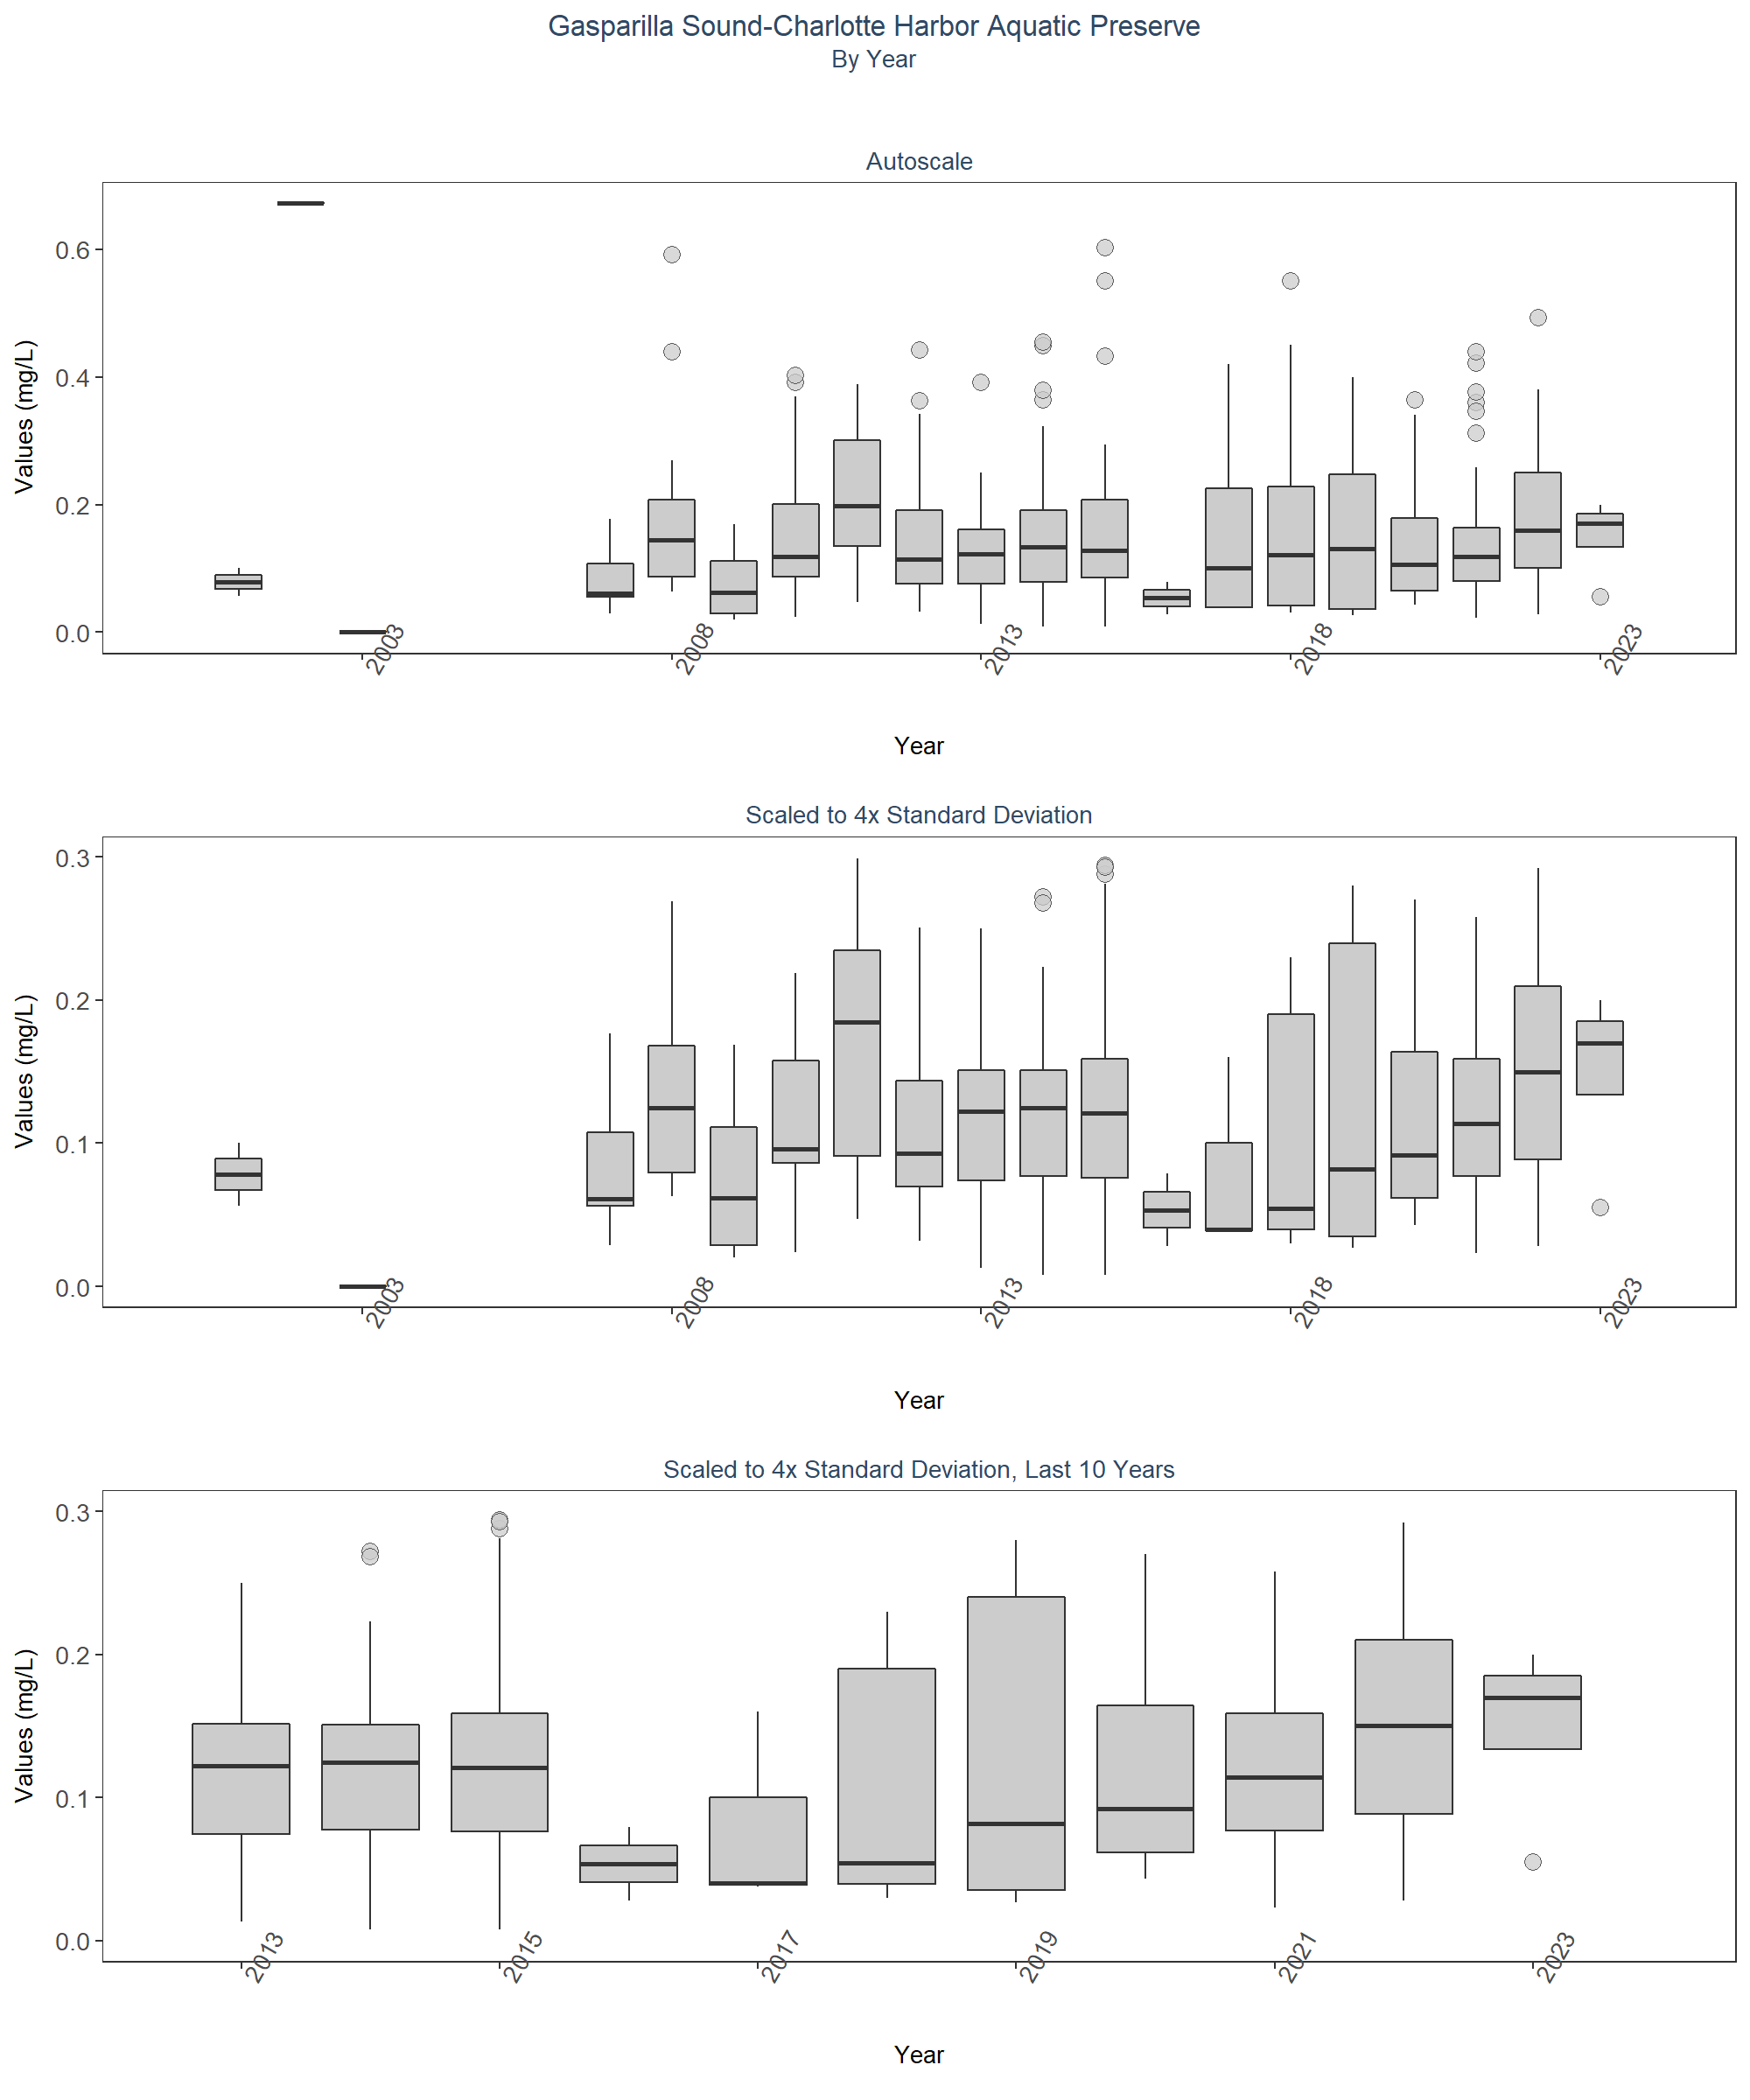 Gasparilla Sound-Charlotte Harbor Aquatic Preserve
By Year
Autoscale
Values (mg/L)
0.6
0.4
0.2
0.0
2003
2008
2013
2018
2023
Year
Scaled to 4x Standard Deviation
Values (mg/L)
0.3
0.2
0.1
0.0
2003
2008
2013
2018
2023
Year
Scaled to 4x Standard Deviation, Last 10 Years
Values (mg/L)
0.3
0.2
0.1
0.0
2013
2015
2017
2019
2021
2023
Year